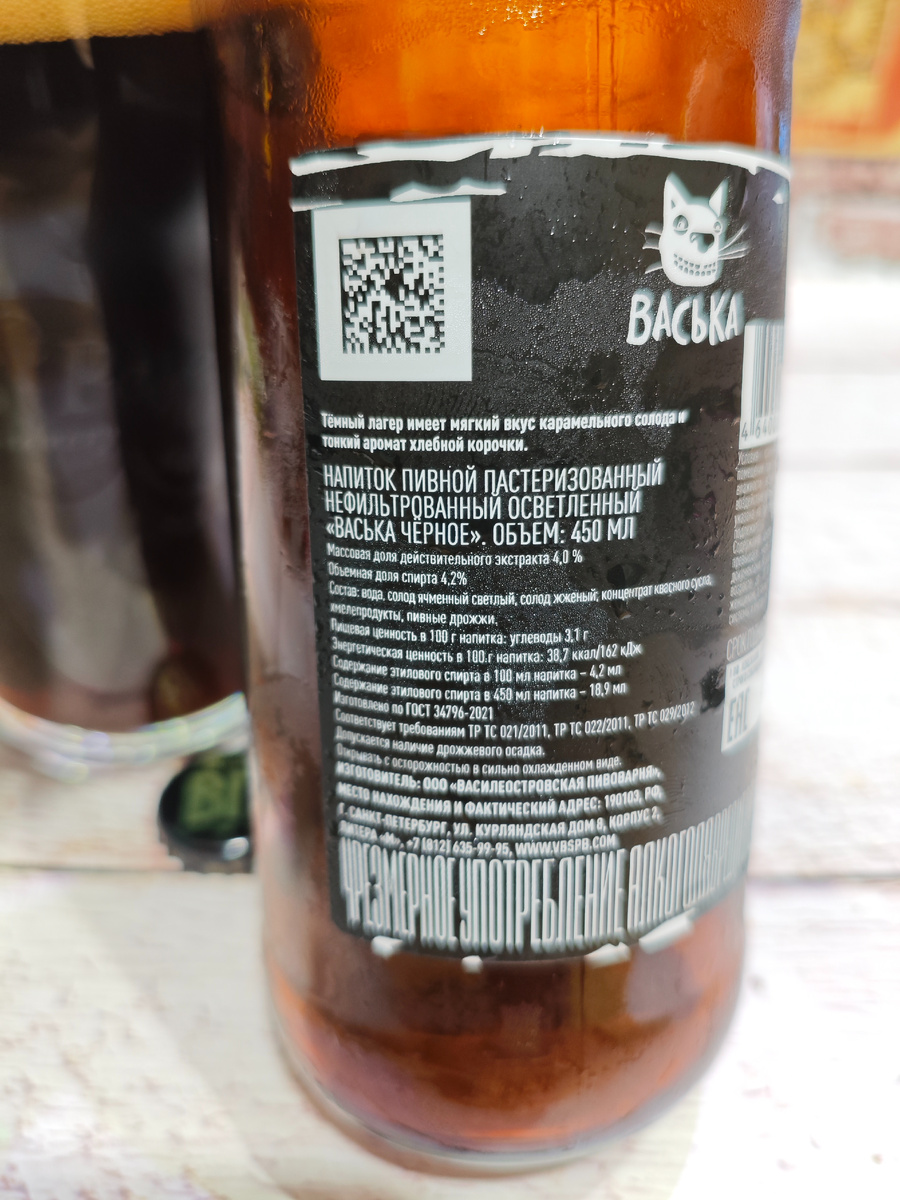 ВАСЬКА
Тёмный лагер имеет мягкий вкус карамельного солода и
тонкий аромат хлебной корочки.
НАПИТОК ПИВНОЙ ПАСТЕРИЗОВАННЫЙ
НЕФИЛЬТРОВАННЫЙ ОСВЕТЛЕННЫЙ
«ВАСЬКА ЧЁРНОЕ». ОБЪЕМ: 450 МЛ
Массовая доля действительного экстракта 4,0 %
Объемная доля спирта 4,2%
Состав: вода, солод ячменный светлый, солод жжёный, концентрат квасного сусла,
хмелепродукты, пивные дрожжи.
Пищевая ценность в 100 г напитка: углеводы 3,1 г
Энергетическая ценность в 100 г напитка: 38,7 ккал/162 кДж
Содержание этилового спирта в 100 мл напитка – 4,2 мл
Содержание этилового спирта в 450 мл напитка – 18,9 мл
Изготовлено по ГОСТ 34796-2021
Соответствует требованиям ТР ТС 021/2011, ТР ТС 022/2011, ТР ТС 029/2012
Допускается наличие дрожжевого осадка.
Открывать с осторожностью в сильно охлажденном виде.
ИЗГОТОВИТЕЛЬ: ООО «ВАСИЛЕОСТРОВСКАЯ ПИВОВАРНЯ»,
МЕСТО НАХОЖДЕНИЯ И ФАКТИЧЕСКИЙ АДРЕС: 190103, РФ,
Г. САНКТ-ПЕТЕРБУРГ, УЛ. КУРЛЯНДСКАЯ ДОМ 8, КОРПУС 2,
ЛИТЕРА «М», +7 (812) 635-99-95, WWW.VBSPB.COM
ЧРЕЗМЕРНОЕ УПОТРЕБЛЕНИЕ
СРОК
EAC